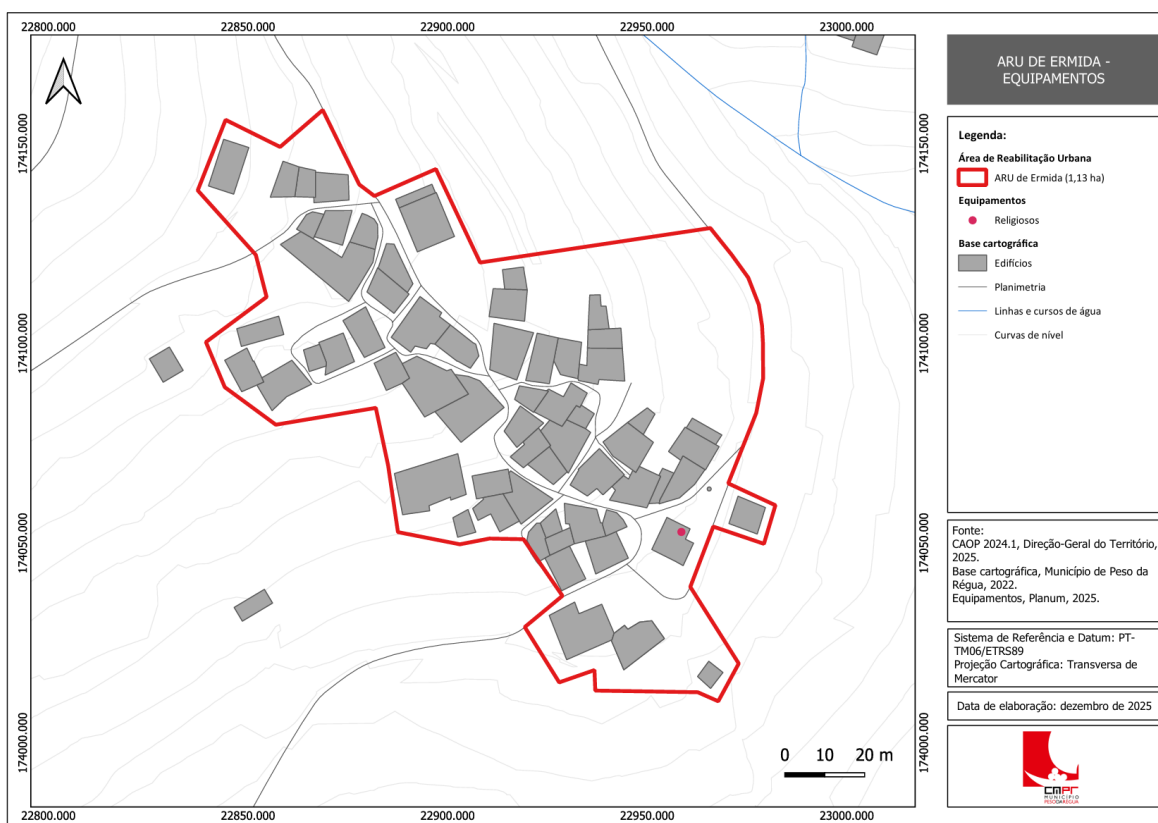 22800.000
22850.000
22900.000
22950.000
23000.000
174150.000
174100.000
174050.000
174000.000
174150.000
174100.000
174050.000
174000.000
0 10 20 m
22800.000
22850.000
22900.000
22950.000
23000.000
ARU DE ERMIDA -
EQUIPAMENTOS
Legenda:
Área de Reabilitação Urbana
ARU de Ermida (1,13 ha)
Equipamentos
Religiosos
Base cartográfica
Edifícios
Planimetria
Linhas e cursos de água
Curvas de nível
Fonte:
CAOP 2024.1, Direção-Geral do Território,
2025.
Base cartográfica, Município de Peso da
Régua, 2022.
Equipamentos, Planum, 2025.
Sistema de Referência e Datum: PT-
TM06/ETRS89
Projeção Cartográfica: Transversa de
Mercator
Data de elaboração: dezembro de 2025
CMPR
MUNICÍPIO
PESO DA RÉGUA